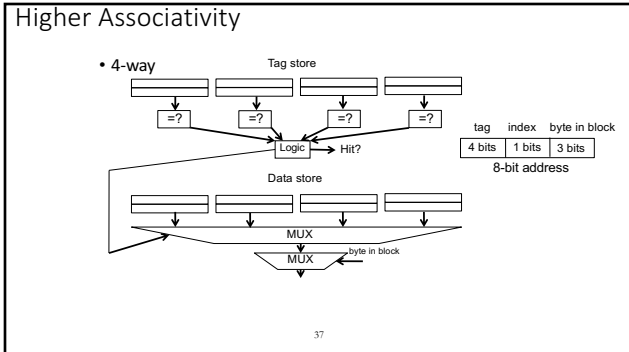 Higher Associativity
• 4-way
Tag store
=? =? =? =?
Logic Hit?
tag index byte in block
4 bits 1 bits 3 bits
8-bit address
Data store
MUX
byte in block
MUX
37